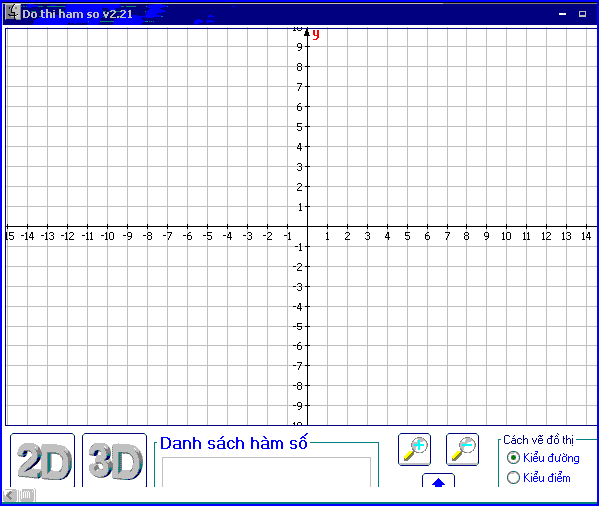 Do thi ham so v2.21
10
y
9
8
7
6
5
4
3
2
1
15 -14 -13 -12 -11 -10 -9 -8 -7 -6 -5 -4 -3 -2 -1 1 2 3 4 5 6 7 8 9 10 11 12 13 14
-1
-2
-3
-4
-5
-6
-7
-8
-9
-10
2D 3D
Danh sách hàm số
Cách vẽ đồ thị
Kiểu đường
Kiểu điểm